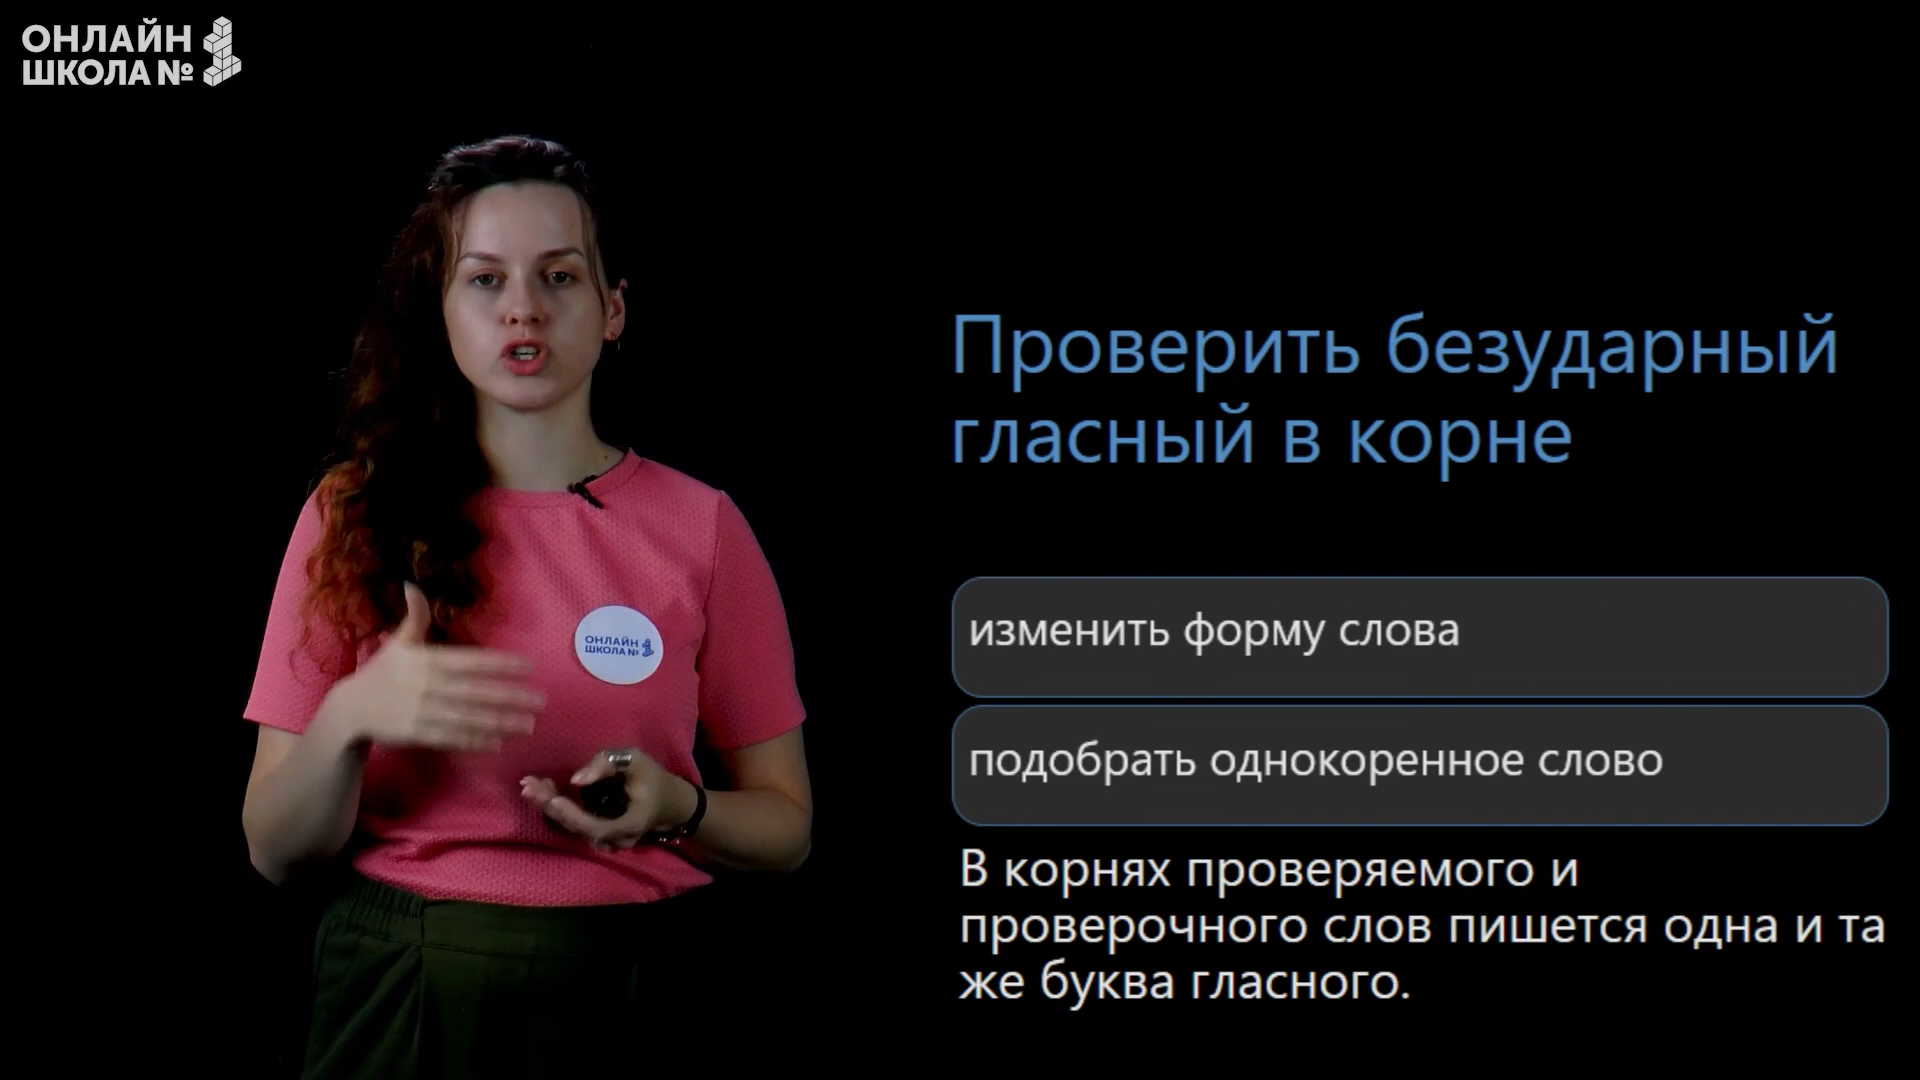 ОНЛАЙН
ШКОЛА №
Проверить безударный
гласный в корне
изменить форму слова
подобрать однокоренное слово
В корнях проверяемого и
проверочного слов пишется одна и та
же буква гласного.
ОНЛАЙН
ШКОЛА №